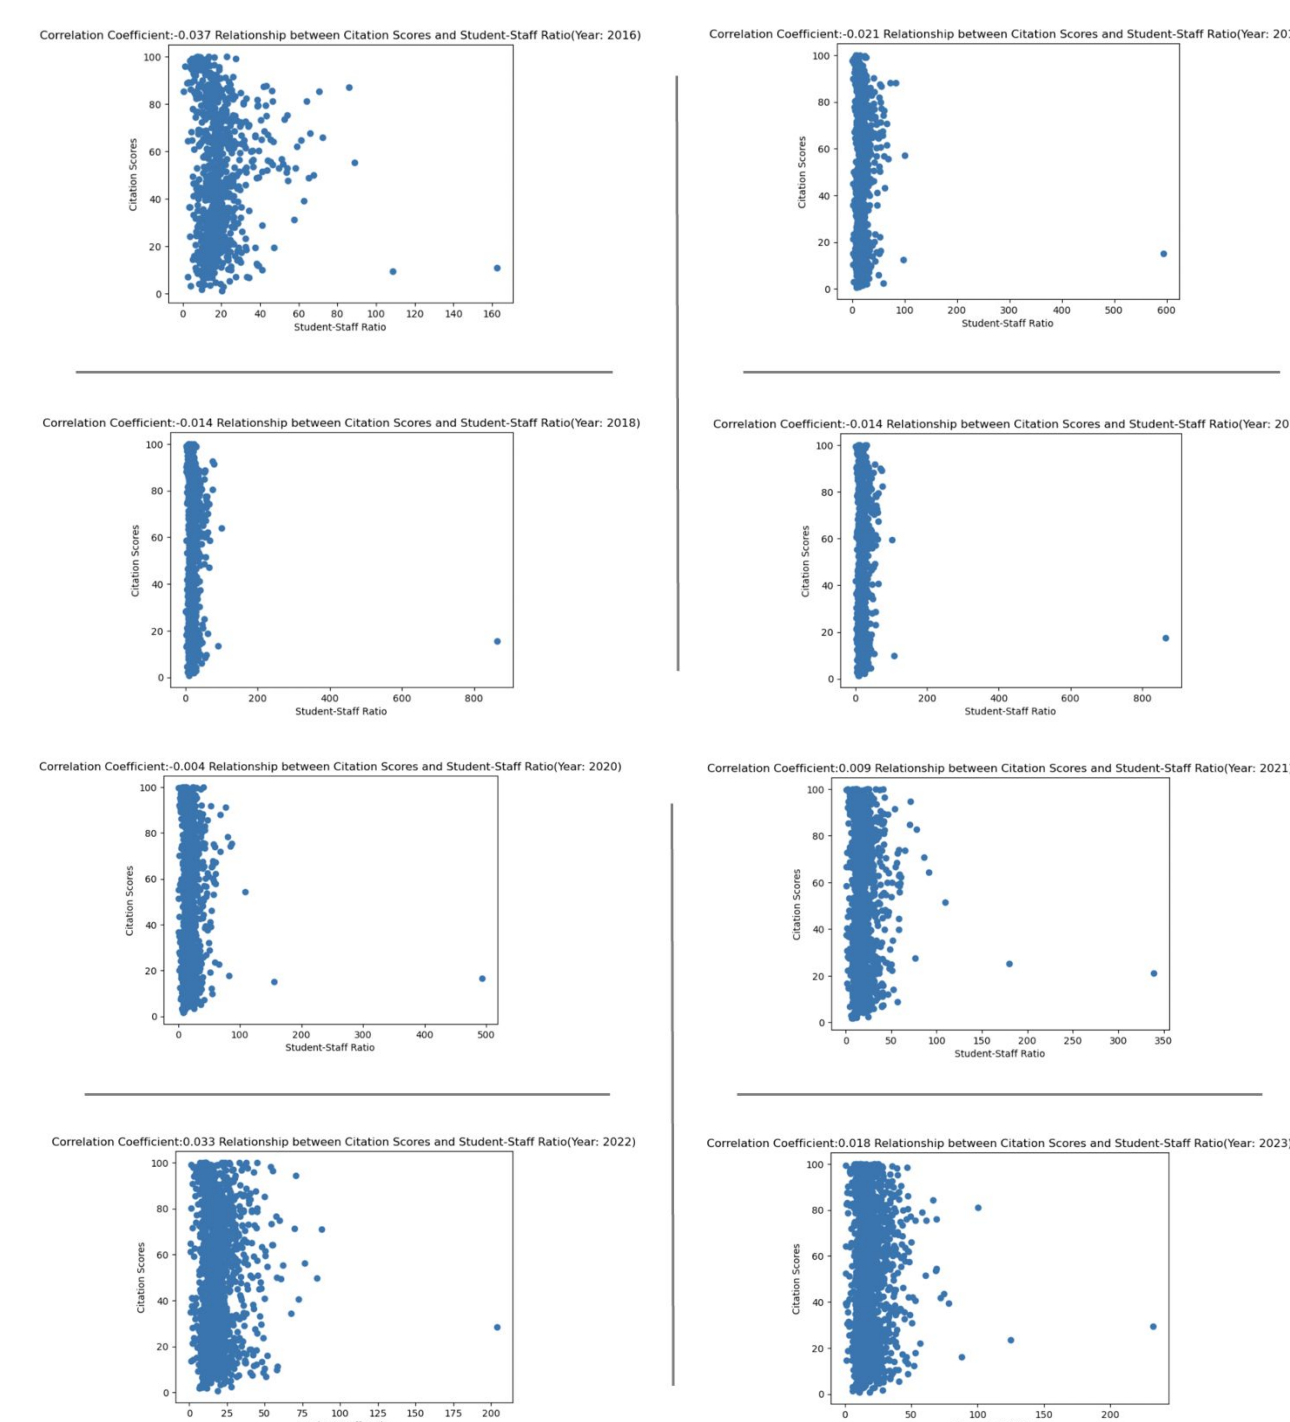 Correlation Coefficient:-0.037 Relationship between Citation Scores and Student-Staff Ratio(Year: 2016)
100
80
60
40
20
0
Citation Scores
0 20 40 60 80 100 120 140 160
Student-Staff Ratio
Correlation Coefficient:-0.021 Relationship between Citation Scores and Student-Staff Ratio(Year:
100
80
60
40
20
0
Citation Scores
0 100 200 300 400 500 600
Student-Staff Ratio
Correlation Coefficient:-0.014 Relationship between Citation Scores and Student-Staff Ratio(Year: 2018)
100
80
60
40
20
0
Citation Scores
0 200 400 600 800
Student-Staff Ratio
Correlation Coefficient:-0.014 Relationship between Citation Scores and Student-Staff Ratio(Year: 20
100
80
60
40
20
0
Citation Scores
0 200 400 600 800
Student-Staff Ratio
Correlation Coefficient:-0.004 Relationship between Citation Scores and Student-Staff Ratio(Year: 2020)
100
80
60
40
20
0
Citation Scores
0 100 200 300 400 500
Student-Staff Ratio
Correlation Coefficient:0.009 Relationship between Citation Scores and Student-Staff Ratio(Year: 2021)
100
80
60
40
20
0
Citation Scores
0 50 100 150 200 250 300 350
Student-Staff Ratio
Correlation Coefficient:0.033 Relationship between Citation Scores and Student-Staff Ratio(Year: 2022)
100
80
60
40
20
0
Citation Scores
0 25 50 75 100 125 150 175 200
Correlation Coefficient:0.018 Relationship between Citation Scores and Student-Staff Ratio(Year: 2023)
100
80
60
40
20
0
Citation Scores
0 50 100 150 200